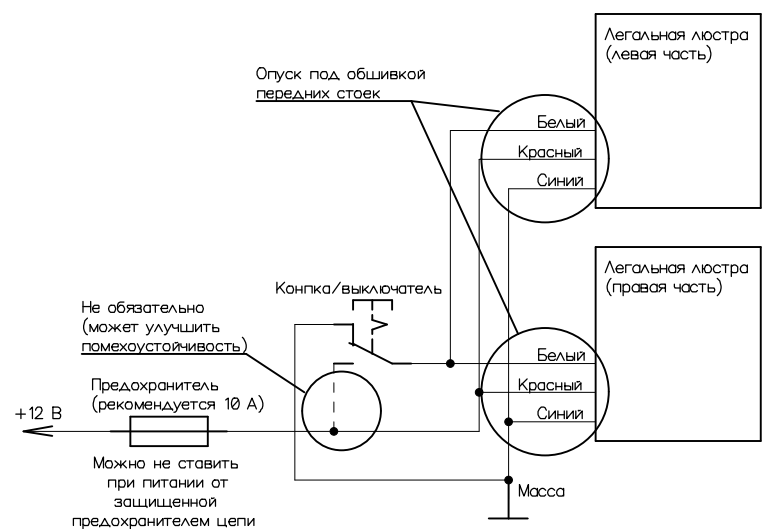 Легальная люстра
(левая часть)
Опуск под обшивкой
передних стоек
Белый
Красный
Синий
Легальная люстра
(правая часть)
Конпка/выключатель
Не обязательно
(может улучшить
помехоустойчивость)
Белый
Предохранитель
(рекомендуется 10 А)
Красный
+12 В
Синий
Можно не ставить
при питании от
защищенной
предохранителем цепи
Масса